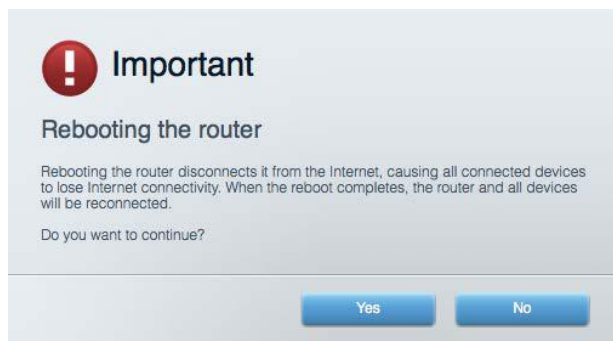 Important
Rebooting the router
Rebooting the router disconnects it from the Internet, causing all connected devices
to lose Internet connectivity. When the reboot completes, the router and all devices
will be reconnected.
Do you want to continue?
Yes
No